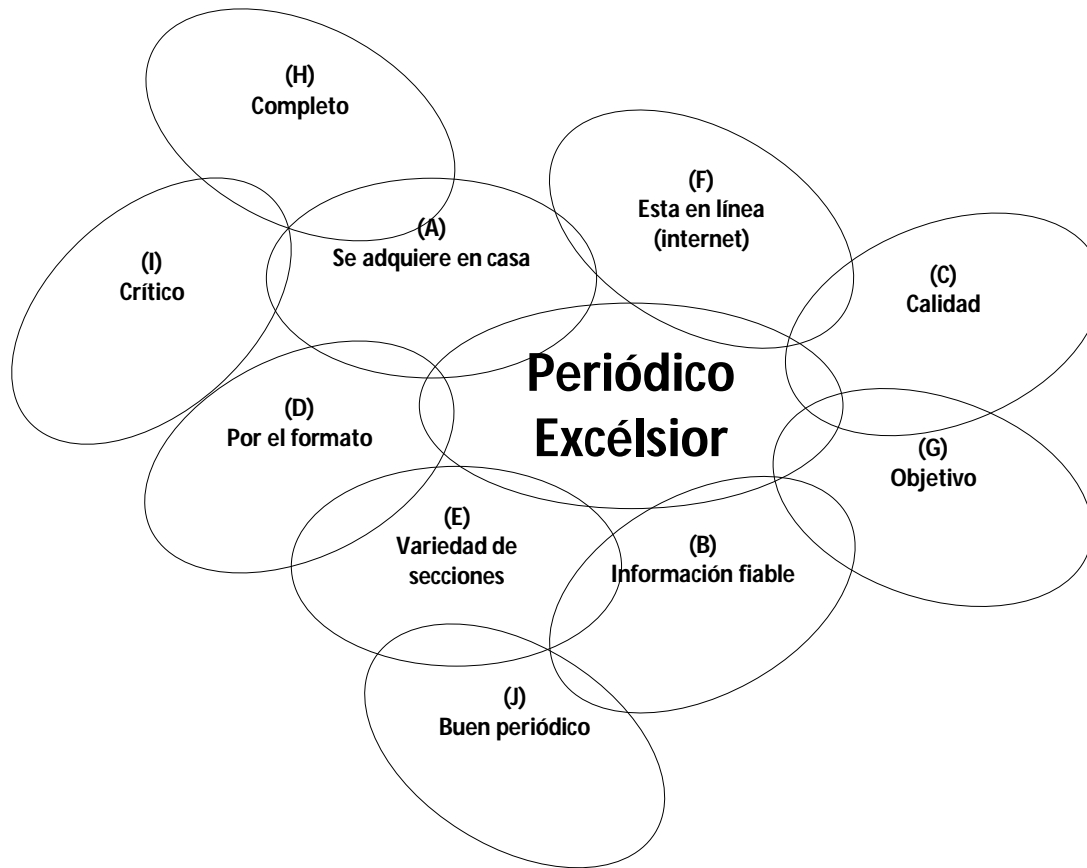 (H)
Completo
(F)
Esta en línea
(internet)
(A)
Se adquiere en casa
(I)
Crítico
(C)
Calidad
Periódico
Excélsior
(D)
Por el formato
(G)
Objetivo
(E)
Variedad de
secciones
(B)
Información fiable
(J)
Buen periódico